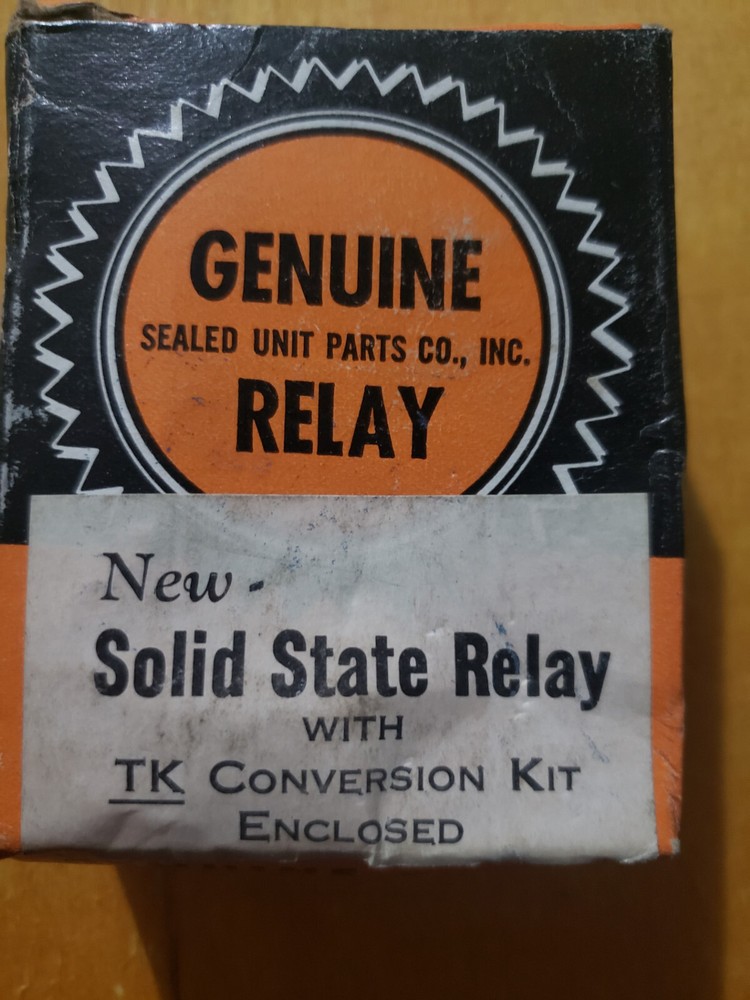 GENUINE
SEALED UNIT PARTS CO., INC.
RELAY
New -
Solid State Relay
WITH
TK CONVERSION KIT
ENCLOSED